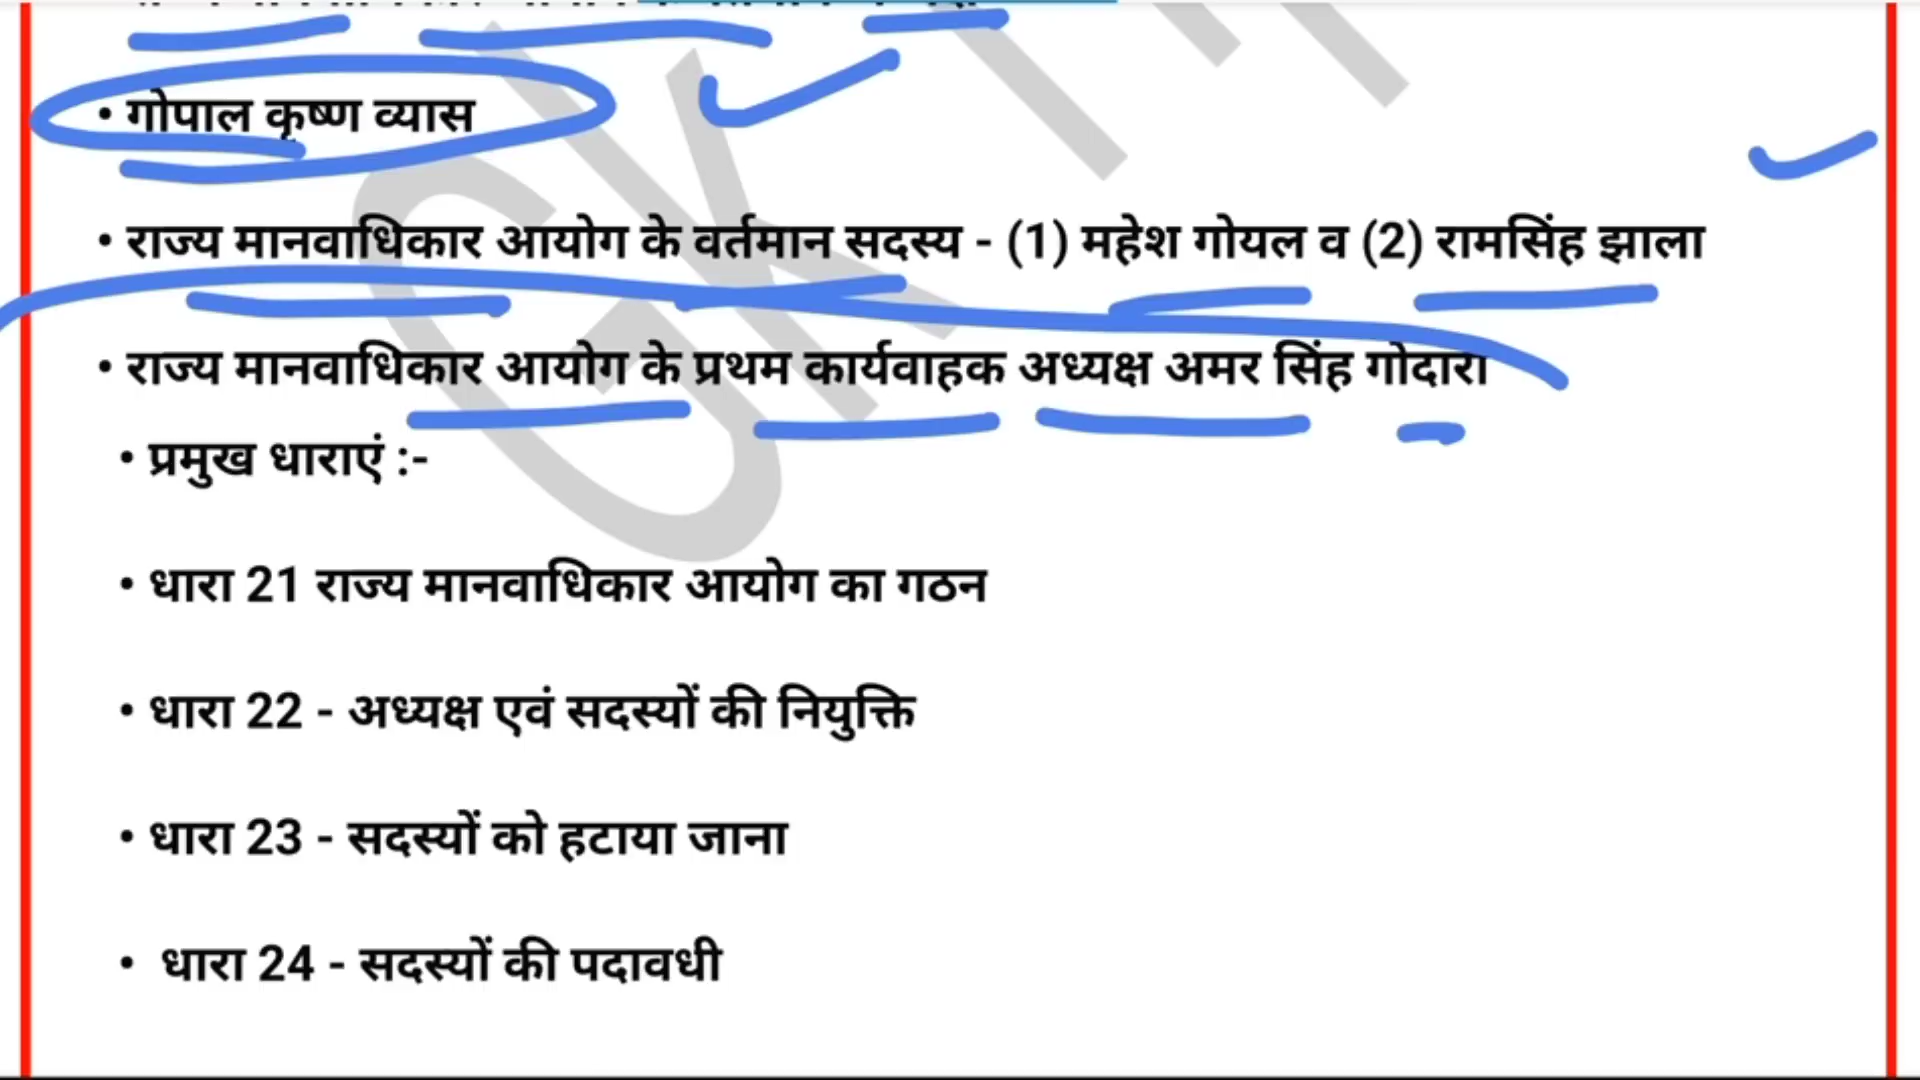 • गोपाल कृष्ण व्यास
• राज्य मानवाधिकार आयोग के वर्तमान सदस्य - (1) महेश गोयल व (2) रामसिंह झाला
• राज्य मानवाधिकार आयोग के प्रथम कार्यवाहक अध्यक्ष अमर सिंह गोदारा
• प्रमुख धाराएं :-
• धारा 21 राज्य मानवाधिकार आयोग का गठन
• धारा 22 - अध्यक्ष एवं सदस्यों की नियुक्ति
• धारा 23 - सदस्यों को हटाया जाना
• धारा 24 - सदस्यों की पदावधी